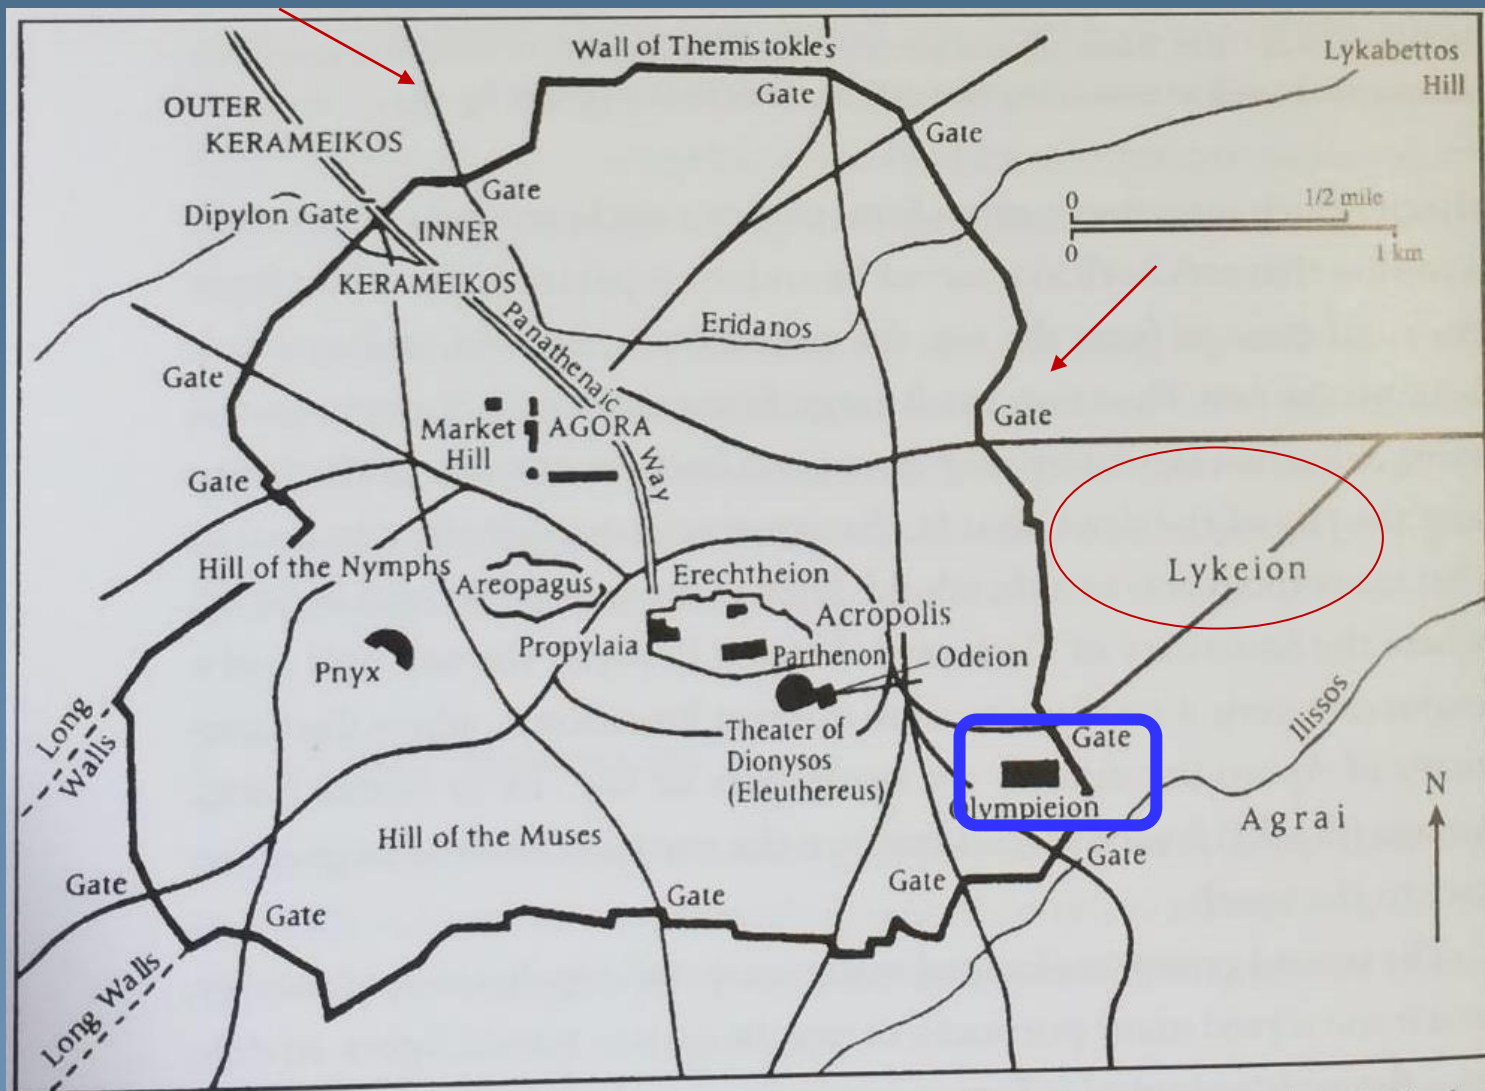 Wall of Themistokles
Lykabettos
Hill
Gate
OUTER
KERAMEIKOS
Gate
Gate
0
1/2 mile
0
1 km
Dipylon Gate
INNER
KERAMEIKOS
Panathenaic
Way
Eridanos
Gate
Gate
Market
Hill
AGORA
Gate
Hill of the Nymphs
Areopagus
Erechtheion
Lykeion
Acropolis
Propylaia
Parthenon
Odeion
Pnyx
Long
Walls
Theater of
Dionysos
(Eleuthereus)
Gate
Ilissos
Olympieion
Agrai
N
Hill of the Muses
Gate
Gate
Gate
Gate
Gate
Long Walls